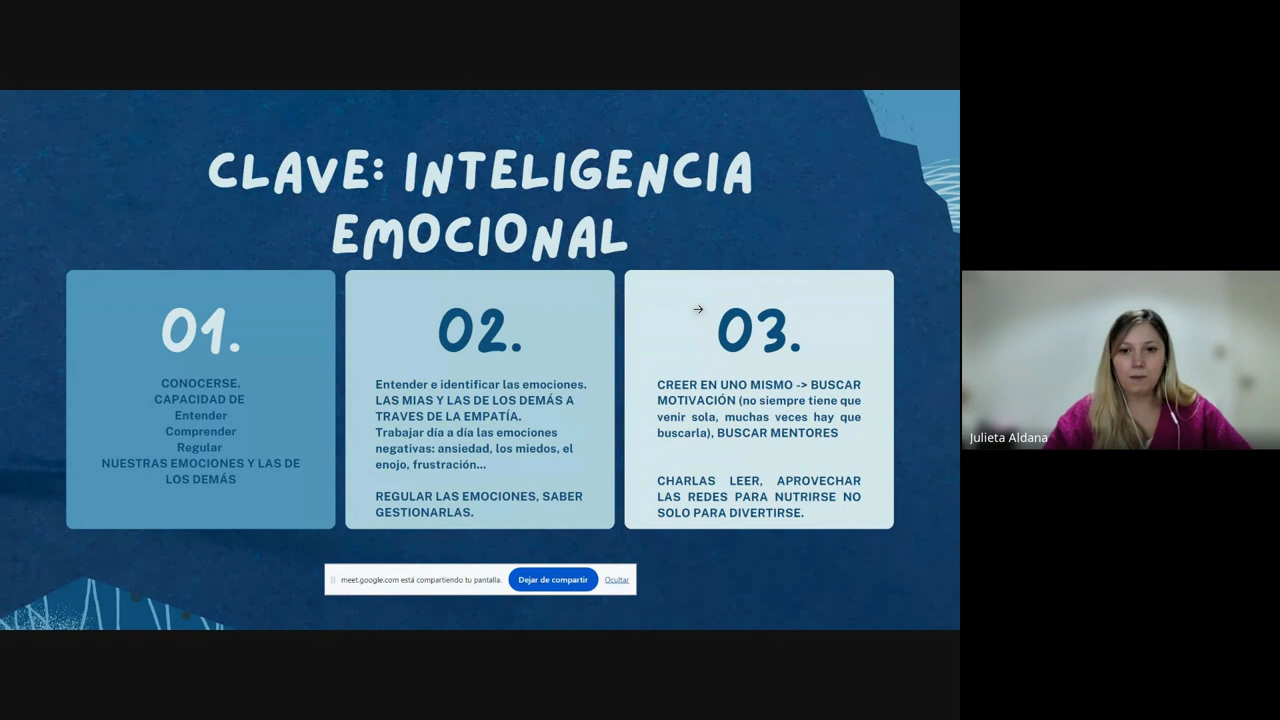 CLAVE: INTELIGENCIA
EMOCIONAL
01.
CONOCERSE.
CAPACIDAD DE
Entender
Comprender
Regular
NUESTRAS EMOCIONES Y LAS DE
LOS DEMÁS
02.
Entender e identificar las emociones.
LAS MIAS Y LAS DE LOS DEMÁS A
TRAVES DE LA EMPATÍA.
Trabajar día a día las emociones
negativas: ansiedad, los miedos, el
enojo, frustración...
REGULAR LAS EMOCIONES, SABER
GESTIONARLAS.
03.
CREER EN UNO MISMO -> BUSCAR
MOTIVACIÓN (no siempre tiene que
venir sola, muchas veces hay que
buscarla), BUSCAR MENTORES
CHARLAS LEER, APROVECHAR
LAS REDES PARA NUTRIRSE NO
SOLO PARA DIVERTIRSE.
meet.google.com está compartiendo tu pantalla.
Dejar de compartir
Ocultar
Julieta Aldana